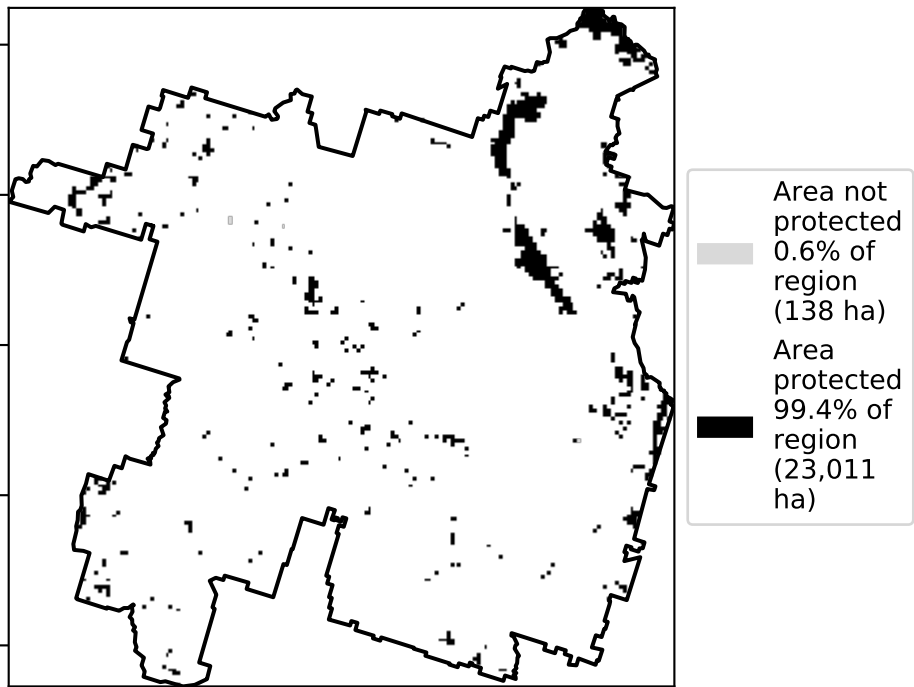 Area not
protected
0.6% of
region
(138 ha)
Area
protected
99.4% of
region
(23,011
ha)